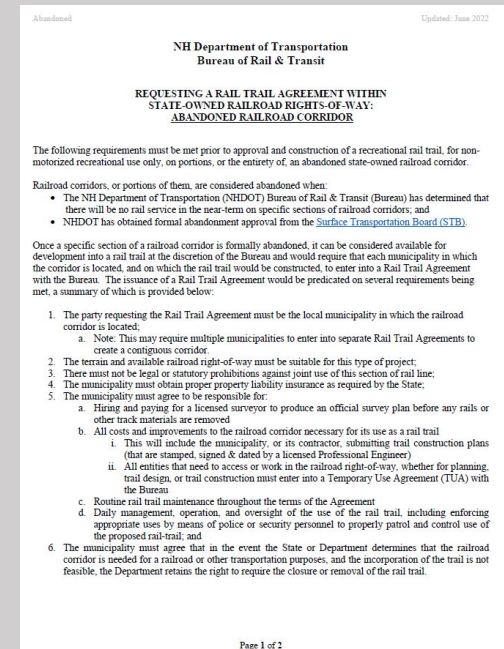 Abandoned Updated: June 2022
NH Department of Transportation
Bureau of Rail & Transit
REQUESTING A RAIL TRAIL AGREEMENT WITHIN
STATE-OWNED RAILROAD RIGHTS-OF-WAY:
ABANDONED RAILROAD CORRIDOR
The following requirements must be met prior to approval and construction of a recreational rail trail, for non-
motorized recreational use only, on portions, or the entirety of, an abandoned state-owned railroad corridor.
Railroad corridors, or portions of them, are considered abandoned when:
• The NH Department of Transportation (NHDOT) Bureau of Rail & Transit (Bureau) has determined that
there will be no rail service in the near-term on specific sections of railroad corridors; and
• NHDOT has obtained formal abandonment approval from the Surface Transportation Board (STB).
Once a specific section of a railroad corridor is formally abandoned, it can be considered available for
development into a rail trail at the discretion of the Bureau and would require that each municipality in which
the corridor is located, and on which the rail trail would be constructed, to enter into a Rail Trail Agreement
with the Bureau. The issuance of a Rail Trail Agreement would be predicated on several requirements being
met, a summary of which is provided below:
1. The party requesting the Rail Trail Agreement must be the local municipality in which the railroad
corridor is located;
a. Note: This may require multiple municipalities to enter into separate Rail Trail Agreements to
create a contiguous corridor.
2. The terrain and available railroad right-of-way must be suitable for this type of project;
3. There must not be legal or statutory prohibitions against joint use of this section of rail line;
4. The municipality must obtain proper property liability insurance as required by the State;
5. The municipality must agree to be responsible for:
a. Hiring and paying for a licensed surveyor to produce an official survey plan before any rails or
other track materials are removed
b. All costs and improvements to the railroad corridor necessary for its use as a rail trail
i. This will include the municipality, or its contractor, submitting trail construction plans
(that are stamped, signed & dated by a licensed Professional Engineer)
ii. All entities that need to access or work in the railroad right-of-way, whether for planning,
trail design, or trail construction must enter into a Temporary Use Agreement (TUA) with
the Bureau
c. Routine rail trail maintenance throughout the terms of the Agreement
d. Daily management, operation, and oversight of the use of the rail trail, including enforcing
appropriate uses by means of police or security personnel to properly patrol and control use of
the proposed rail-trail; and
6. The municipality must agree that in the event the State or Department determines that the railroad
corridor is needed for a railroad or other transportation purposes, and the incorporation of the trail is not
feasible, the Department retains the right to require the closure or removal of the rail trail.
Page 1 of 2